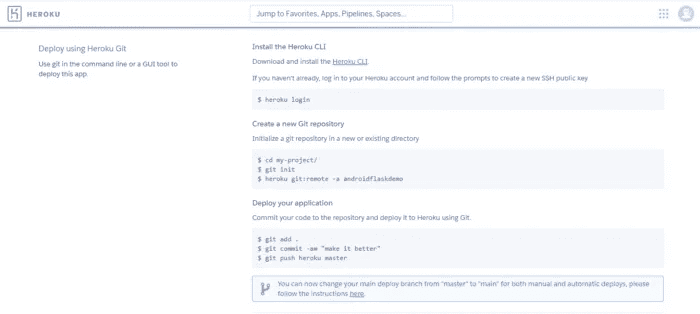 HEROKU
Jump to Favorites, Apps, Pipelines, Spaces...
Deploy using Heroku Git
Use git in the command line or a GUI tool to
deploy this app.
Install the Heroku CLI
Download and install the Heroku CLI.
If you haven't already, log in to your Heroku account and follow the prompts to create a new SSH public key
$ heroku login
Create a new Git repository
Initialize a git repository in a new or existing directory
$ cd my-project/
$ git init
$ heroku git:remote -a androidflaskdemo
Deploy your application
Commit your code to the repository and deploy it to Heroku using Git.
$ git add .
$ git commit -am "make it better"
$ git push heroku master
You can now change your main deploy branch from "master" to "main" for both manual and automatic deploys, please
follow the instructions here.